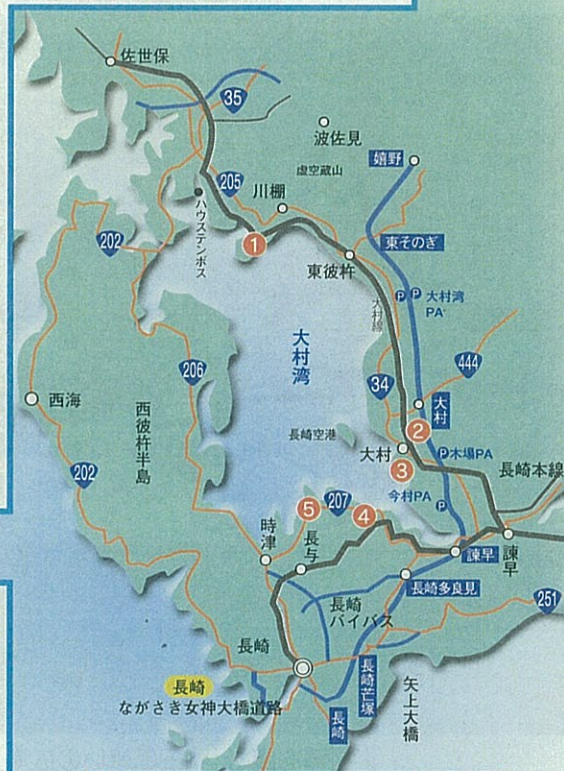 佐世保
35
波佐見
嬉野
虚空蔵山
205
川棚
ハウステンボス
202
1
東そのぎ
東彼杵
大村線
P
P
大村湾
PA
大村湾
444
206
34
西海
西彼杵半島
大村
2
長崎空港
大村
P
木場PA
3
長崎本線
202
今村PA
P
5
207
4
時津
長与
諫早
諫早
長崎多良見
251
長崎
バイパス
長崎
長崎
ながさき女神大橋道路
長崎芒塚
矢上大橋
長崎